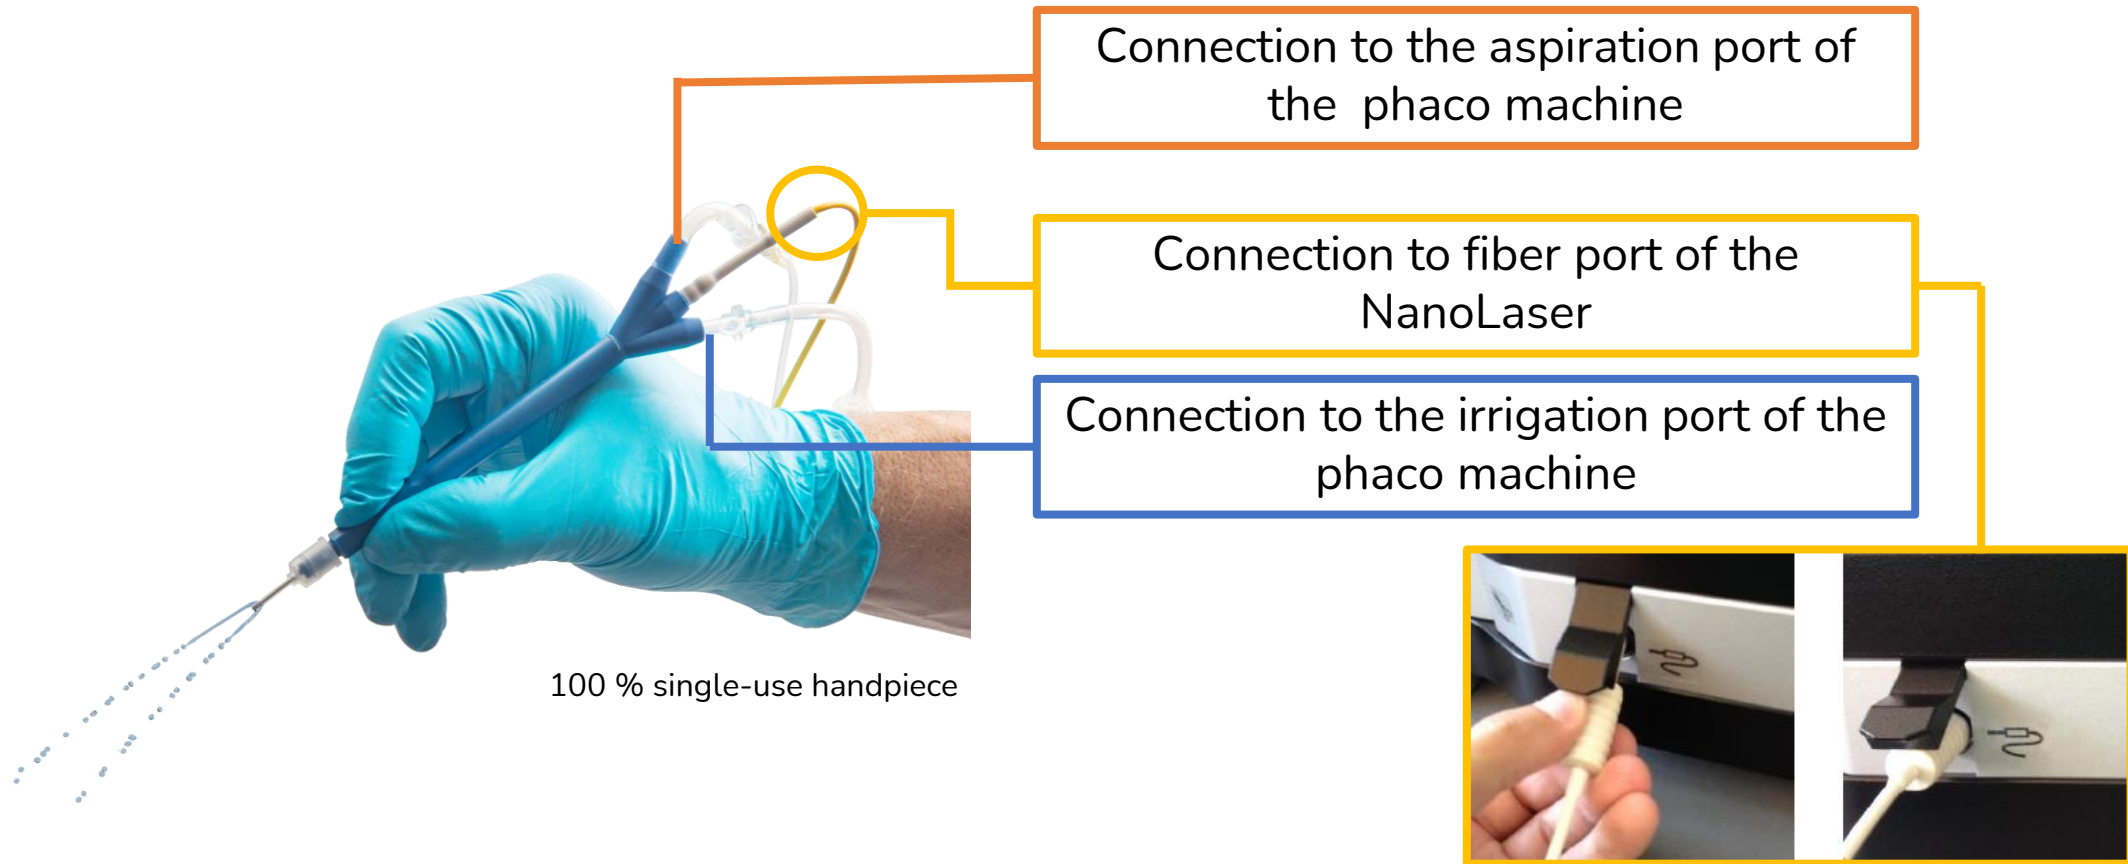 Connection to the aspiration port of
the  phaco machine
Connection to fiber port of the
NanoLaser
Connection to the irrigation port of the
phaco machine
100 % single-use handpiece